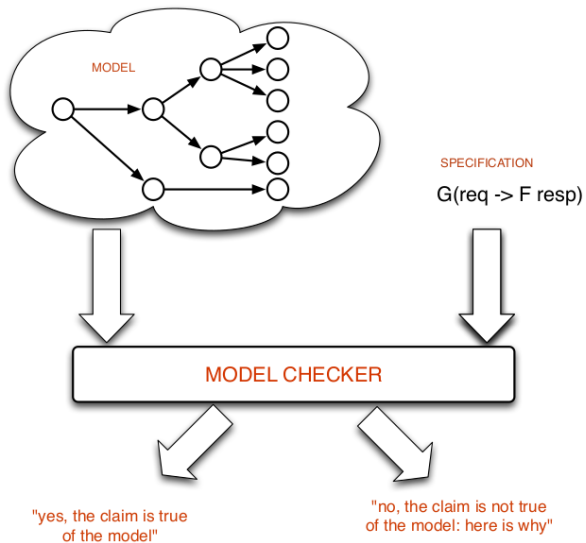 MODEL
SPECIFICATION
G(req -> F resp)
MODEL CHECKER
"yes, the claim is true
of the model"
"no, the claim is not true
of the model: here is why"